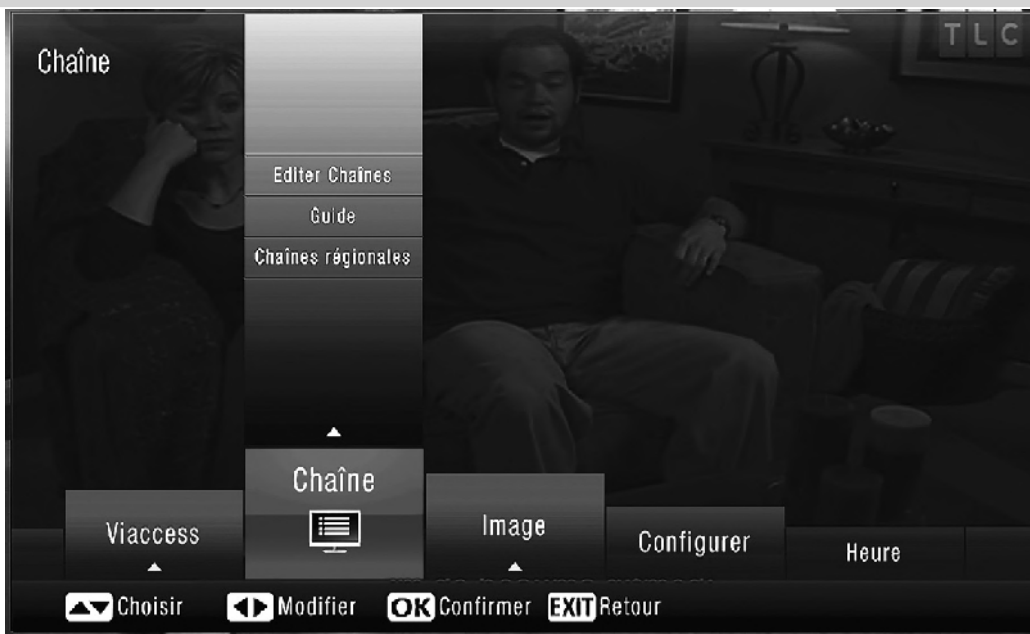 TLC
Chaîne
Editer Chaînes
Guide
Chaînes régionales
Chaîne
Viaccess
Image
Configurer
Heure
Choisir Modifier OK Confirmer EXIT Retour